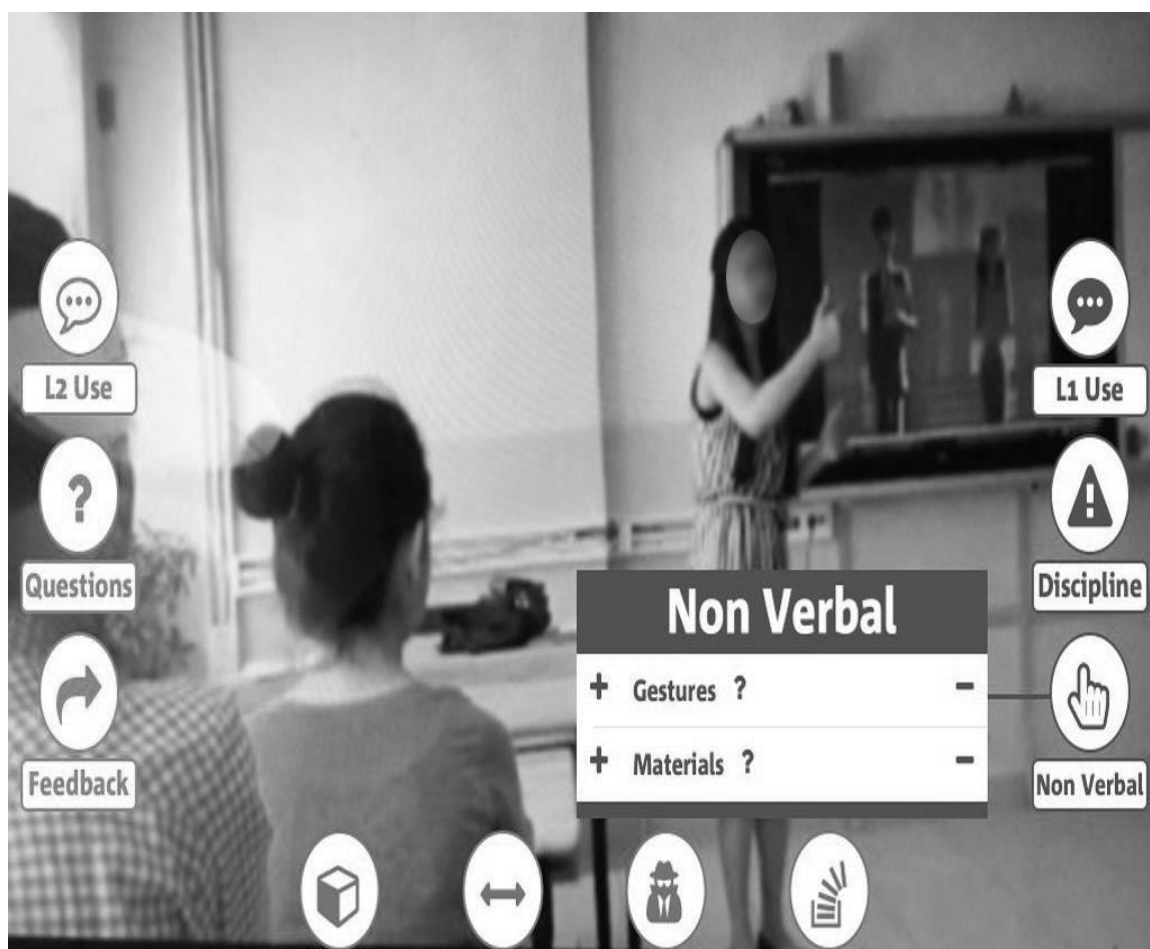 L2 Use
Questions
Feedback
L1 Use
Discipline
Non Verbal
Non Verbal
+ Gestures ? −
+ Materials ? −